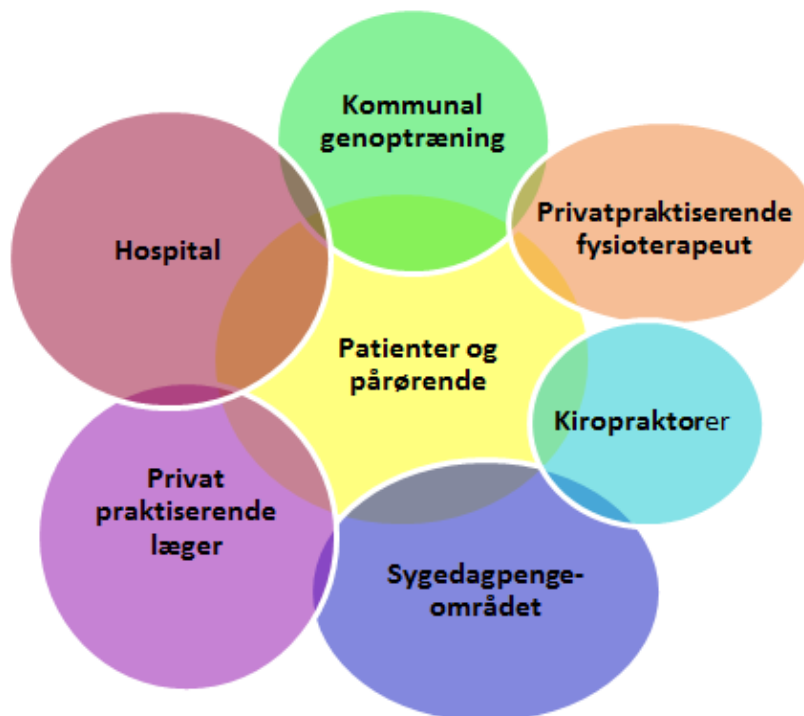 Kommunal
genoptræning
Privatpraktiserende
fysioterapeut
Hospital
Patienter og
pårørende
Kiropraktorer
Privat
praktiserende
læger
Sygedagpenge-
området